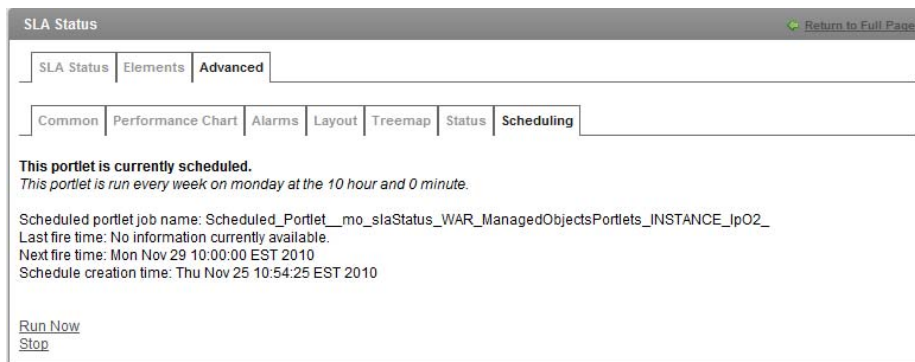 SLA Status
Return to Full Page
SLA Status Elements Advanced
Common Performance Chart Alarms Layout Treemap Status Scheduling
This portlet is currently scheduled.
This portlet is run every week on monday at the 10 hour and 0 minute.
Scheduled portlet job name: Scheduled_Portlet__mo_slaStatus_WAR_ManagedObjectsPortlets_INSTANCE_IpO2_
Last fire time: No information currently available.
Next fire time: Mon Nov 29 10:00:00 EST 2010
Schedule creation time: Thu Nov 25 10:54:25 EST 2010
Run Now
Stop